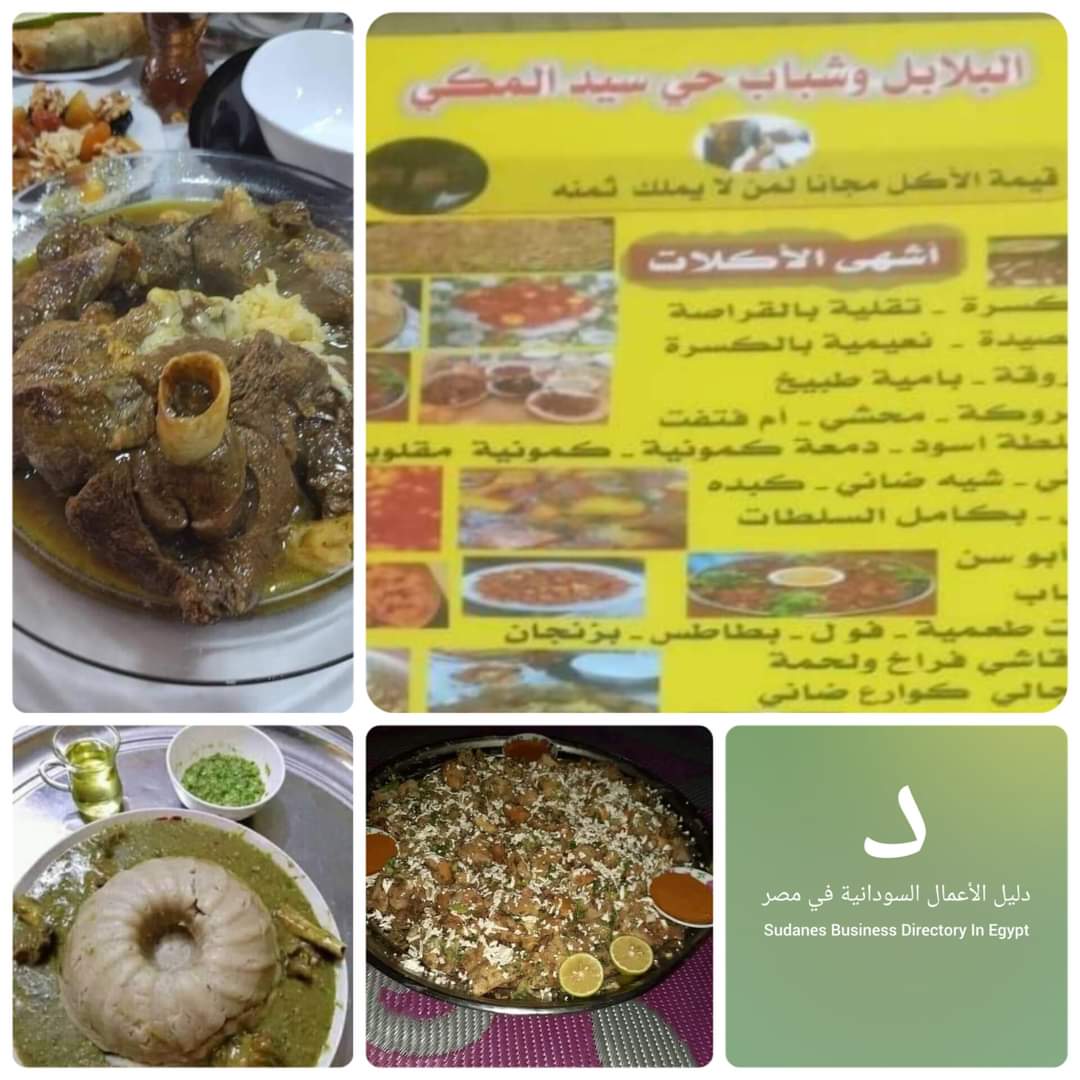 البلابل وشباب حي سيد المكي
قيمة الأكل مجانا لمن لا يملك ثمنه
أشهى الأكلات
كسرة - تقلية بالقراصة
صيدة - نعيمية بالكسرة
روقة - بامية طبيخ
روكة - محشي - أم فتفت
لطة اسود - دمعة كمونية - كمونية مقلوبة
ي - شيه ضاني - كبده
- بكامل السلطات
أبو سن
اب
ت طعمية - فول - بطاطس - بزنجان
قاشي فراخ ولحمة
حالي كوارع ضاني
د
دليل الأعمال السودانية في مصر
Sudanes Business Directory In Egypt